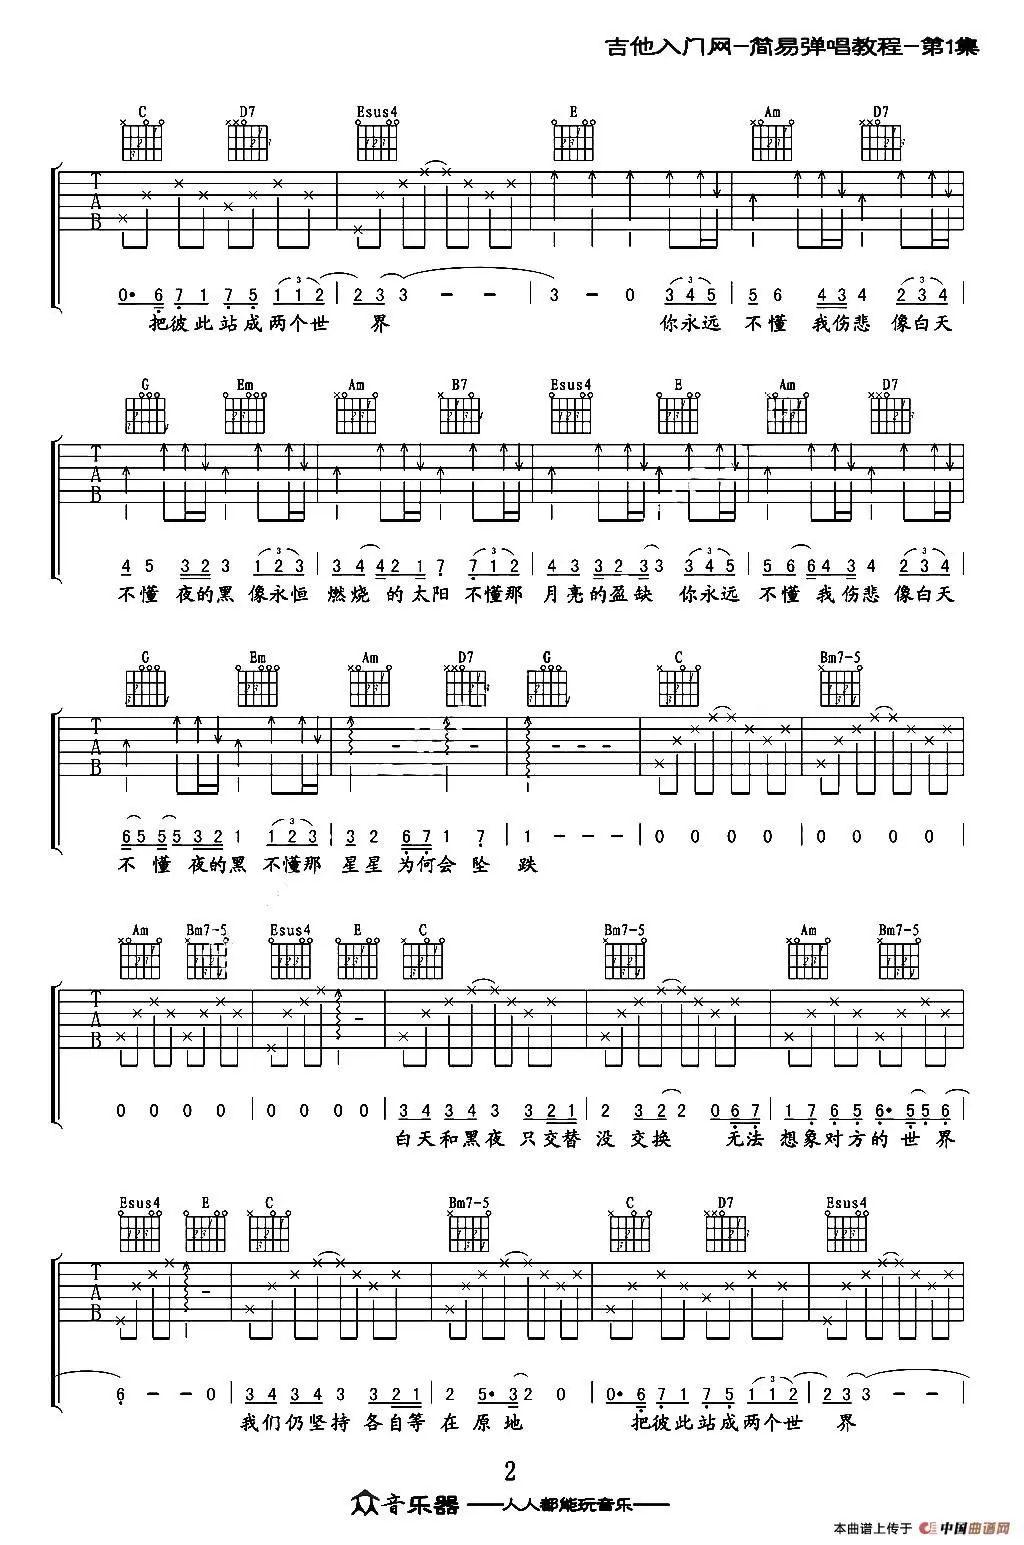 吉他入门网-简易弹唱教程-第1集
C D7 Esus4 E Am D7
T
A
B
0· 6 7 1 7 5 1 1 2 | 2 3 3 - - | 3 - 0 3 4 5 | 5 6 4 3 4 2 3 4 |
把彼此站成两个世 界 你永远 不懂 我伤悲 像白天
G Em Am B7 Esus4 E Am D7
T
A
B
4 5 3 2 3 1 2 3 | 3 4 4 2 1 7 7 1 2 | 3 3 3 2 3 3 3 4 5 | 5 6 6 4 3 4 2 3 4 |
不懂 夜的黑 像永恒 燃烧 的太阳 不懂那 月亮的盈缺 你永远 不懂 我伤悲 像白天
G Em Am D7 G C Bm7-5
T
A
B
6 5 5 5 3 2 1 1 2 3 | 3 2 6 7 1 7 | 1 - - - | 0 0 0 0 | 0 0 0 0 |
不 懂 夜的黑 不懂那 星星 为何会 坠 跌
Am Bm7-5 Esus4 E C Bm7-5 Am Bm7-5
T
A
B
0 0 0 0 | 0 0 0 0 | 3 4 3 4 3 3 2 1 | 2 3 2 2 0 6 7 | 1 7 6 5 6· 5 5 6 |
白天和黑夜 只交替 没 交换 无法 想象对方的 世 界
Esus4 E C Bm7-5 C D7 Esus4
T
A
B
6 - - 0 | 3 4 3 4 3 3 2 1 | 2 5· 3 2 0 | 0· 6 7 1 7 5 1 1 2 | 2 3 3 - - |
我们仍坚持 各自等 在 原 地 把彼此站成两个世 界
2
音乐器 ——人人都能玩音乐——
本曲谱上传于 中国曲谱网